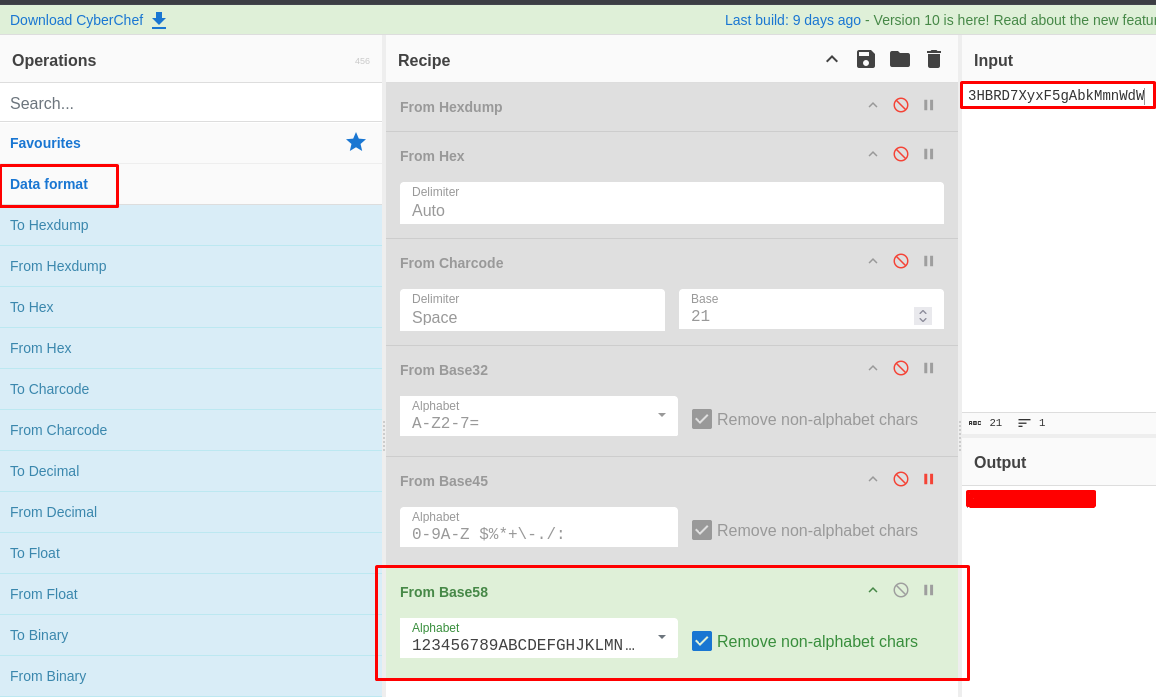 Download CyberChef
Last build: 9 days ago - Version 10 is here! Read about the new featur
Operations
456
Search...
Favourites
Data format
To Hexdump
From Hexdump
To Hex
From Hex
To Charcode
From Charcode
To Decimal
From Decimal
To Float
From Float
To Binary
From Binary
Recipe
From Hexdump
From Hex
Delimiter
Auto
From Charcode
Delimiter
Space
Base
21
From Base32
Alphabet
A-Z2-7=
Remove non-alphabet chars
From Base45
Alphabet
0-9A-Z $%*+\-./:
Remove non-alphabet chars
From Base58
Alphabet
123456789ABCDEFGHJKLMN…
Remove non-alphabet chars
Input
3HBRD7XyxF5gAbkMmnWdW
ABC 21 1
Output